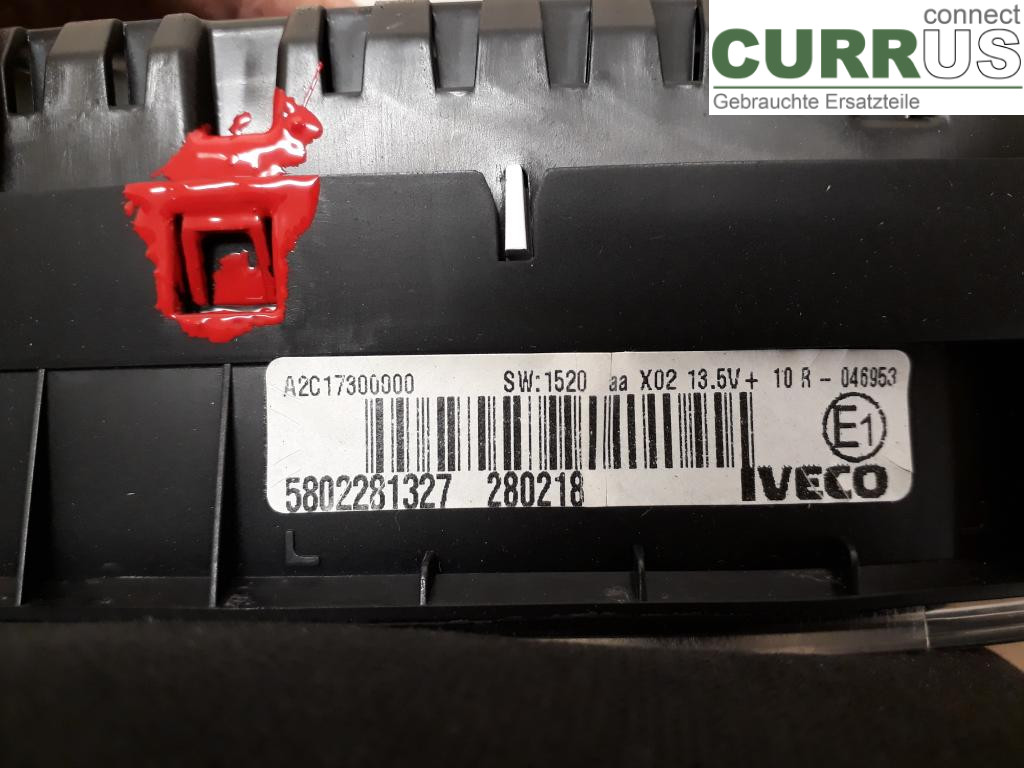 connect
CURRUS
Gebrauchte Ersatzteile
A2C17300000 SW:1520 aa X02 13.5V + 10 R - 046953
E1
5802281327 280218 IVECO